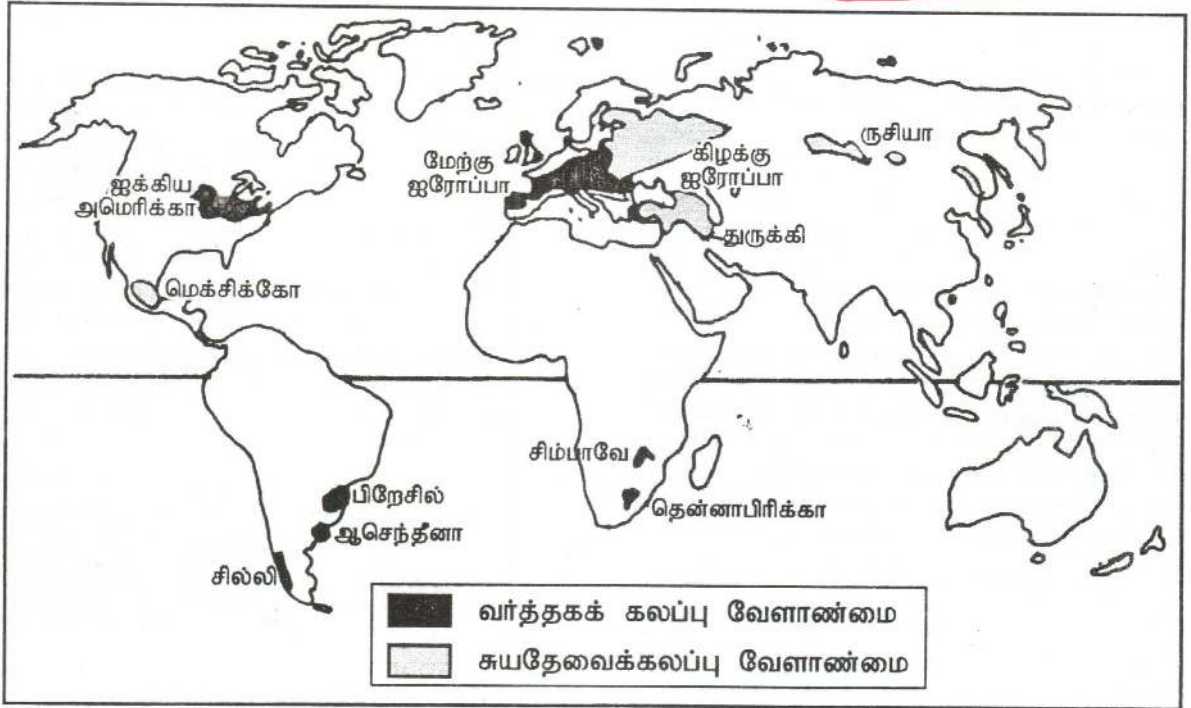 ருசியா
மேற்கு
ஐரோப்பா
கிழக்கு
ஐரோப்பா
ஐக்கிய
அமெரிக்கா
துருக்கி
மெக்சிக்கோ
சிம்பாவே
பிறேசில்
தென்னாபிரிக்கா
ஆசெந்தீனா
சில்லி
வர்த்தகக் கலப்பு வேளாண்மை
சுயதேவைக்கலப்பு வேளாண்மை